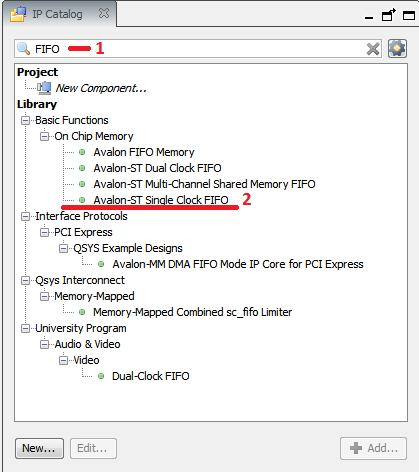 IP Catalog
FIFO 1
Project
New Component...
Library
Basic Functions
On Chip Memory
Avalon FIFO Memory
Avalon-ST Dual Clock FIFO
Avalon-ST Multi-Channel Shared Memory FIFO
Avalon-ST Single Clock FIFO 2
Interface Protocols
PCI Express
QSYS Example Designs
Avalon-MM DMA FIFO Mode IP Core for PCI Express
Qsys Interconnect
Memory-Mapped
Memory-Mapped Combined sc_fifo Limiter
University Program
Audio & Video
Video
Dual-Clock FIFO
New... Edit... Add...